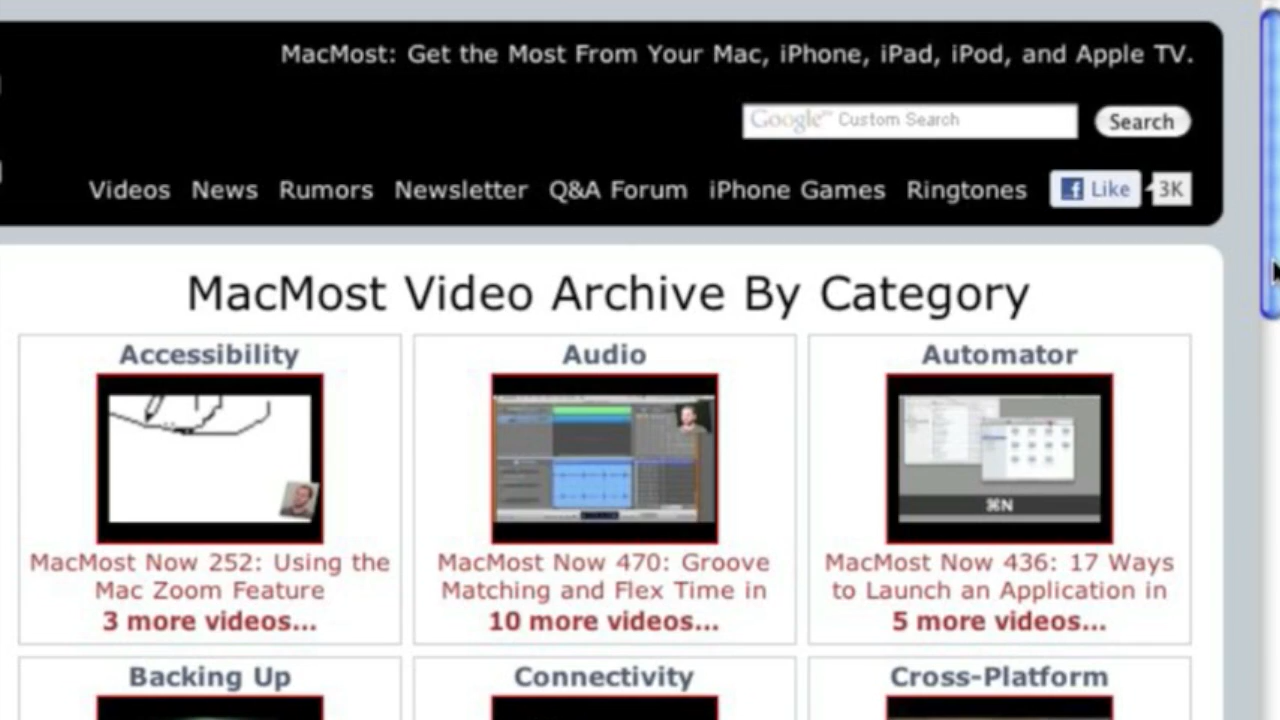 MacMost: Get the Most From Your Mac, iPhone, iPad, iPod, and Apple TV.
Google™ Custom Search
Search
Videos News Rumors Newsletter Q&A Forum iPhone Games Ringtones Like 3K
MacMost Video Archive By Category
Accessibility
MacMost Now 252: Using the
Mac Zoom Feature
3 more videos...
Audio
MacMost Now 470: Groove
Matching and Flex Time in
10 more videos...
Automator
⌘N
MacMost Now 436: 17 Ways
to Launch an Application in
5 more videos...
Backing Up
Connectivity
Cross-Platform